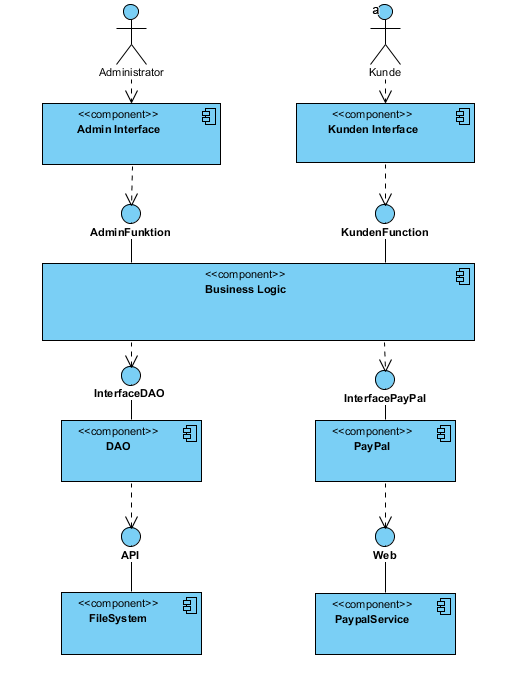 a
Administrator
Kunde
<<component>>
Admin Interface
<<component>>
Kunden Interface
AdminFunktion
KundenFunction
<<component>>
Business Logic
InterfaceDAO
InterfacePayPal
<<component>>
DAO
<<component>>
PayPal
API
Web
<<component>>
FileSystem
<<component>>
PaypalService